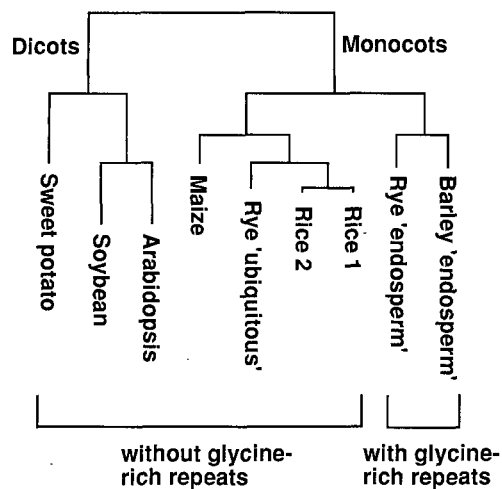 Dicots
Monocots
Sweet potato
Soybean
Arabidopsis
Maize
Rye 'ubiquitous'
Rice 2
Rice 1
Rye 'endosperm'
Barley 'endosperm'
without glycine-
rich repeats
with glycine-
rich repeats